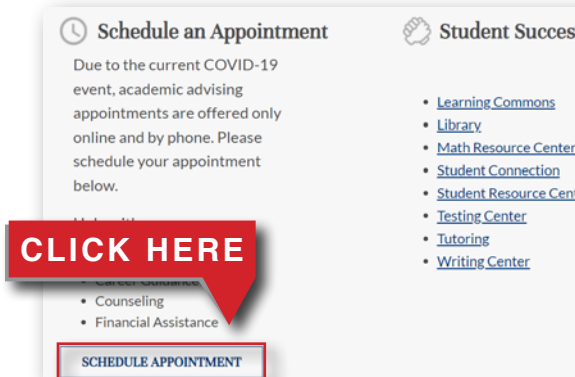 Schedule an Appointment
Due to the current COVID-19
event, academic advising
appointments are offered only
online and by phone. Please
schedule your appointment
below.
CLICK HERE
Career Guidance
• Counseling
• Financial Assistance
SCHEDULE APPOINTMENT
Student Succes
• Learning Commons
• Library
• Math Resource Center
• Student Connection
• Student Resource Cent
• Testing Center
• Tutoring
• Writing Center